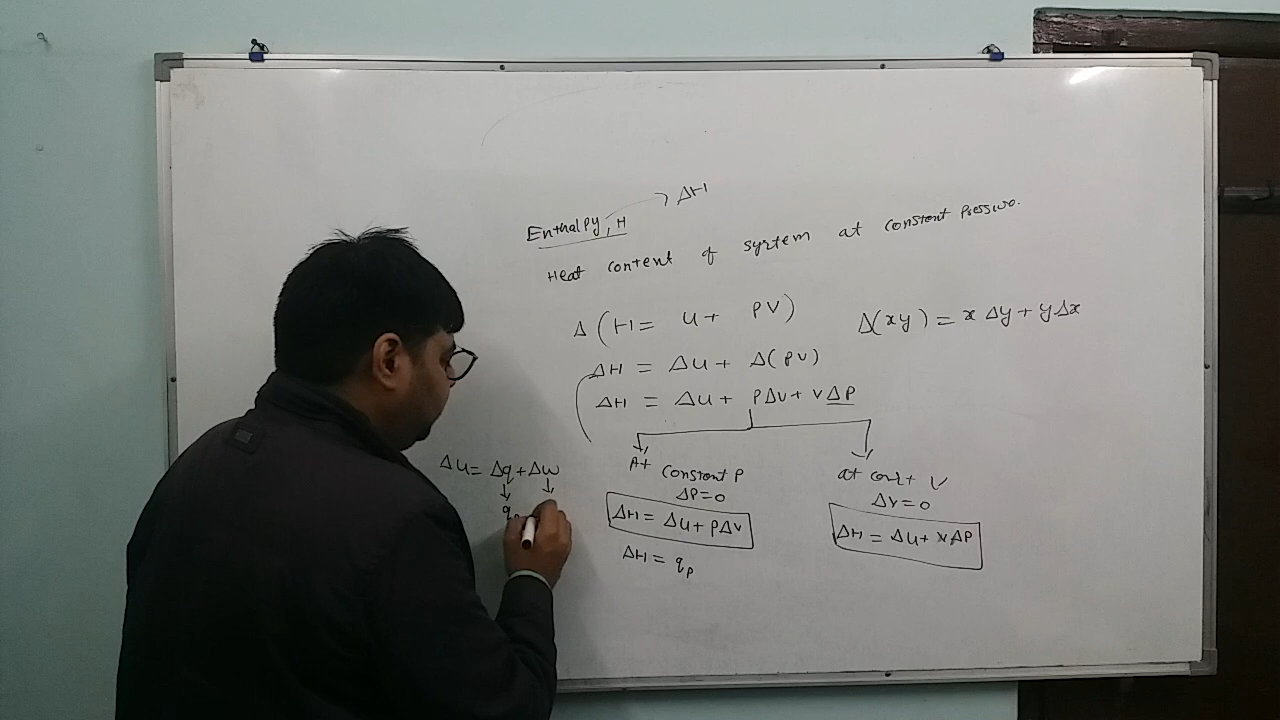 Enthalpy, H → ΔH
Heat content of system at constant pressure.
Δ(H = U + PV)
Δ(xy) = x Δy + y Δx
ΔH = ΔU + Δ(PV)
ΔH = ΔU + PΔV + VΔP
ΔU = Δq + Δw
At constant P
ΔP = 0
ΔH = ΔU + PΔV
ΔH = qp
at const V
ΔV = 0
ΔH = ΔU + VΔP